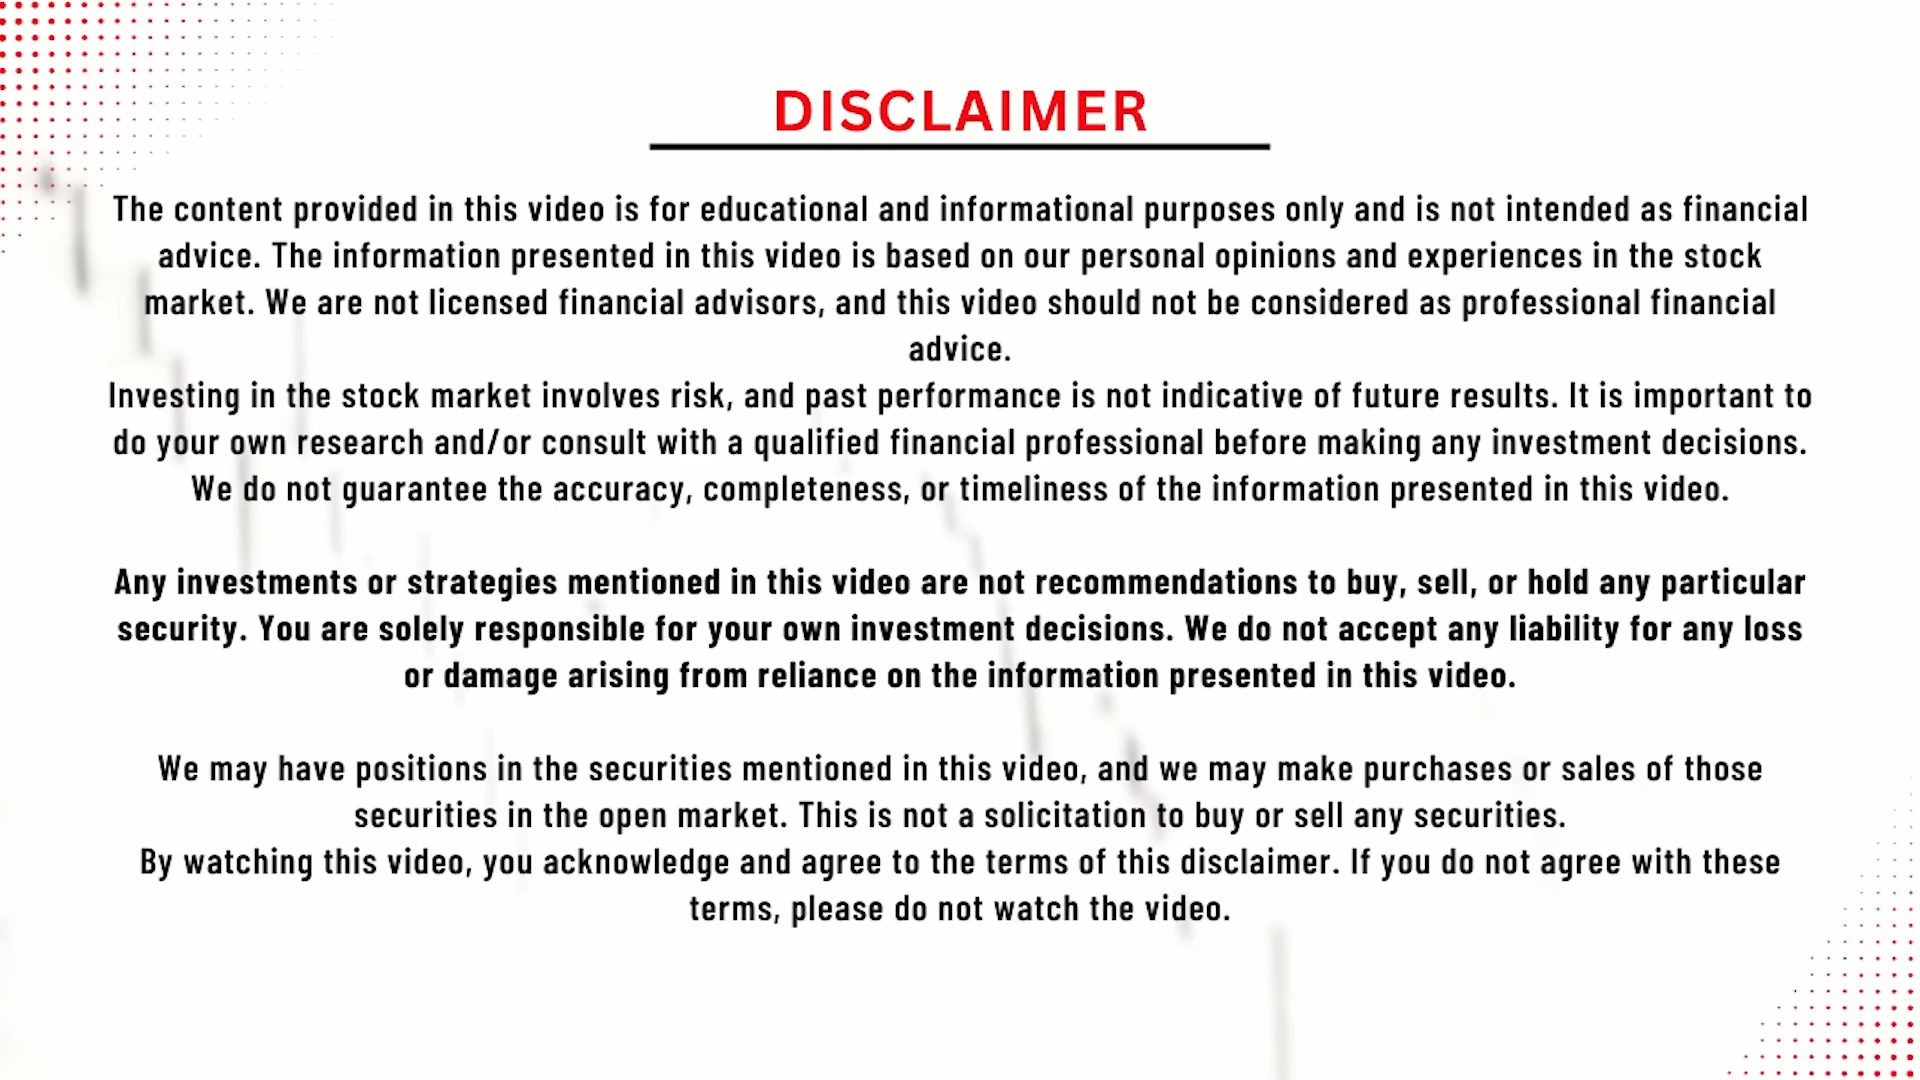 DISCLAIMER
The content provided in this video is for educational and informational purposes only and is not intended as financial
advice. The information presented in this video is based on our personal opinions and experiences in the stock
market. We are not licensed financial advisors, and this video should not be considered as professional financial
advice.
Investing in the stock market involves risk, and past performance is not indicative of future results. It is important to
do your own research and/or consult with a qualified financial professional before making any investment decisions.
We do not guarantee the accuracy, completeness, or timeliness of the information presented in this video.
Any investments or strategies mentioned in this video are not recommendations to buy, sell, or hold any particular
security. You are solely responsible for your own investment decisions. We do not accept any liability for any loss
or damage arising from reliance on the information presented in this video.
We may have positions in the securities mentioned in this video, and we may make purchases or sales of those
securities in the open market. This is not a solicitation to buy or sell any securities.
By watching this video, you acknowledge and agree to the terms of this disclaimer. If you do not agree with these
terms, please do not watch the video.